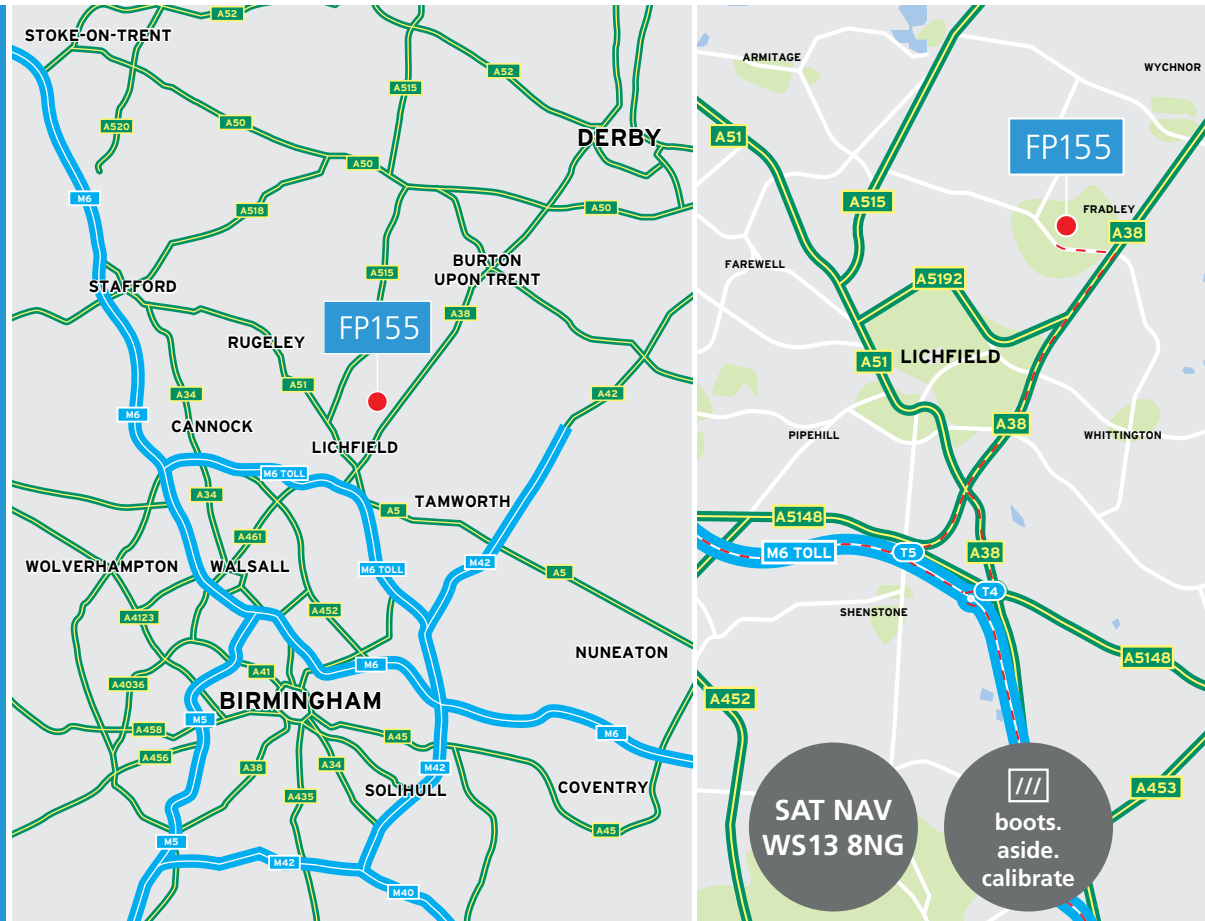 A52
STOKE-ON-TRENT
A52
A515
A520
A50
DERBY
A50
M6
A518
A50
BURTON
UPON TRENT
A515
STAFFORD
A38
FP155
RUGELEY
A51
A34
A42
M6
CANNOCK
LICHFIELD
M6 TOLL
A34
TAMWORTH
A5
A461
M42
WOLVERHAMPTON
WALSALL
M6 TOLL
A5
A452
A4123
NUNEATON
M6
A41
A4036
BIRMINGHAM
M5
A458
A45
M6
A456
A38
A34
M42
SOLIHULL
COVENTRY
A435
A45
M5
M42
M40
ARMITAGE
WYCHNOR
A51
FP155
A515
FRADLEY
A38
FAREWELL
A5192
A51
LICHFIELD
A38
PIPEHILL
WHITTINGTON
A5148
M6 TOLL
T5
A38
T4
SHENSTONE
A5148
A452
A453
SAT NAV
WS13 8NG
///
boots.
aside.
calibrate